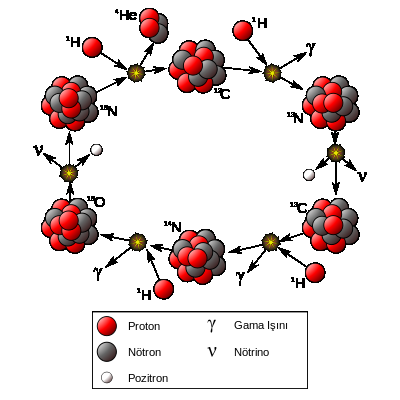 ⁴He
¹H
¹H
γ
¹²C
¹⁵N
¹³N
ν
ν
¹⁵O
¹³C
¹⁴N
γ
γ
¹H
¹H
Proton
γ Gama Işını
Nötron
ν Nötrino
Pozitron